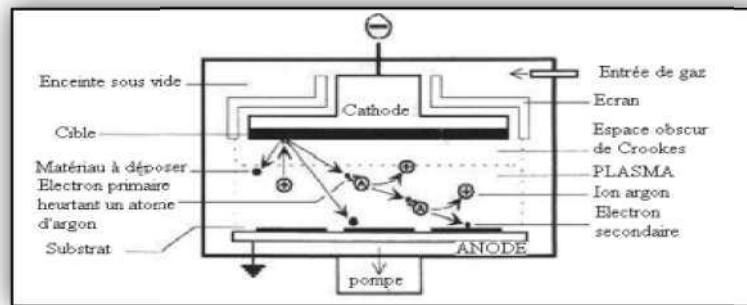 Enceinte sous vide
Cathode
Cible
Matériau à déposer
Electron primaire
heurtant un atome
d'argon
Substrat
Entrée de gaz
Ecran
Espace obscur
de Crookes
PLASMA
Ion argon
Electron
secondaire
ANODE
pompe